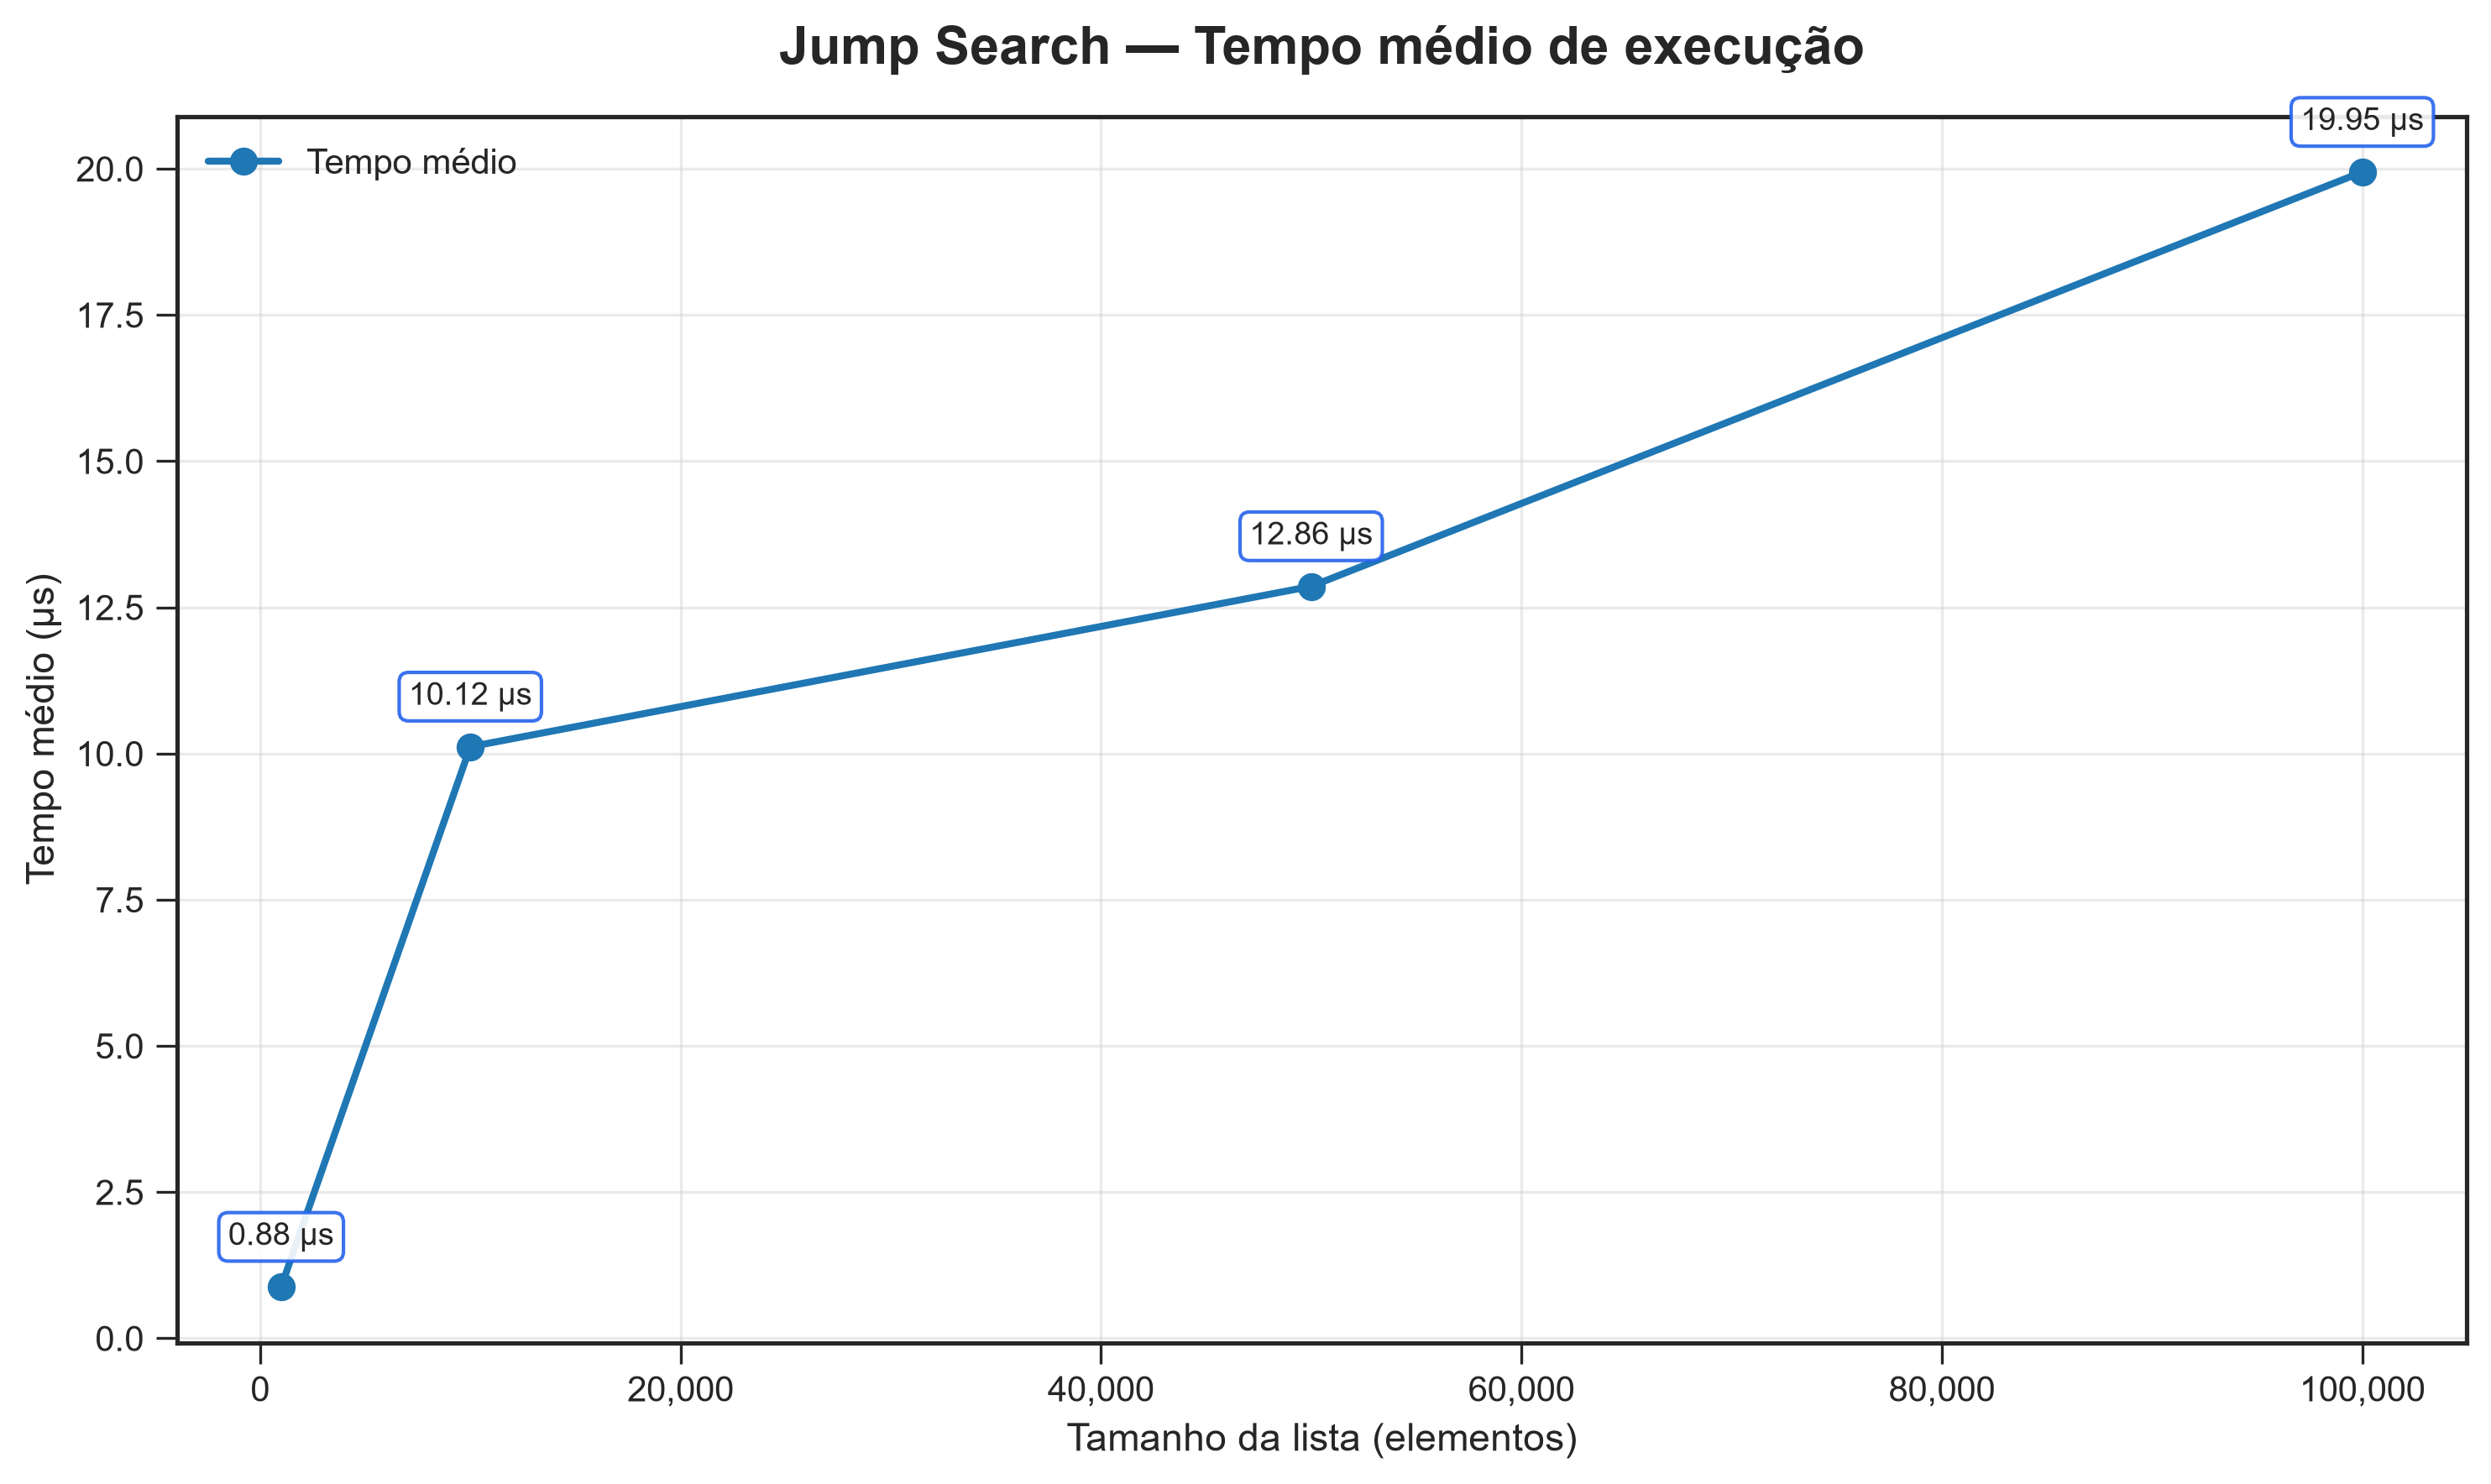 Jump Search — Tempo médio de execução
19.95 µs
Tempo médio
20.0
17.5
15.0
12.86 µs
12.5
10.12 µs
10.0
7.5
5.0
2.5
0.88 µs
0.0
Tempo médio (µs)
0 20,000 40,000 60,000 80,000 100,000
Tamanho da lista (elementos)